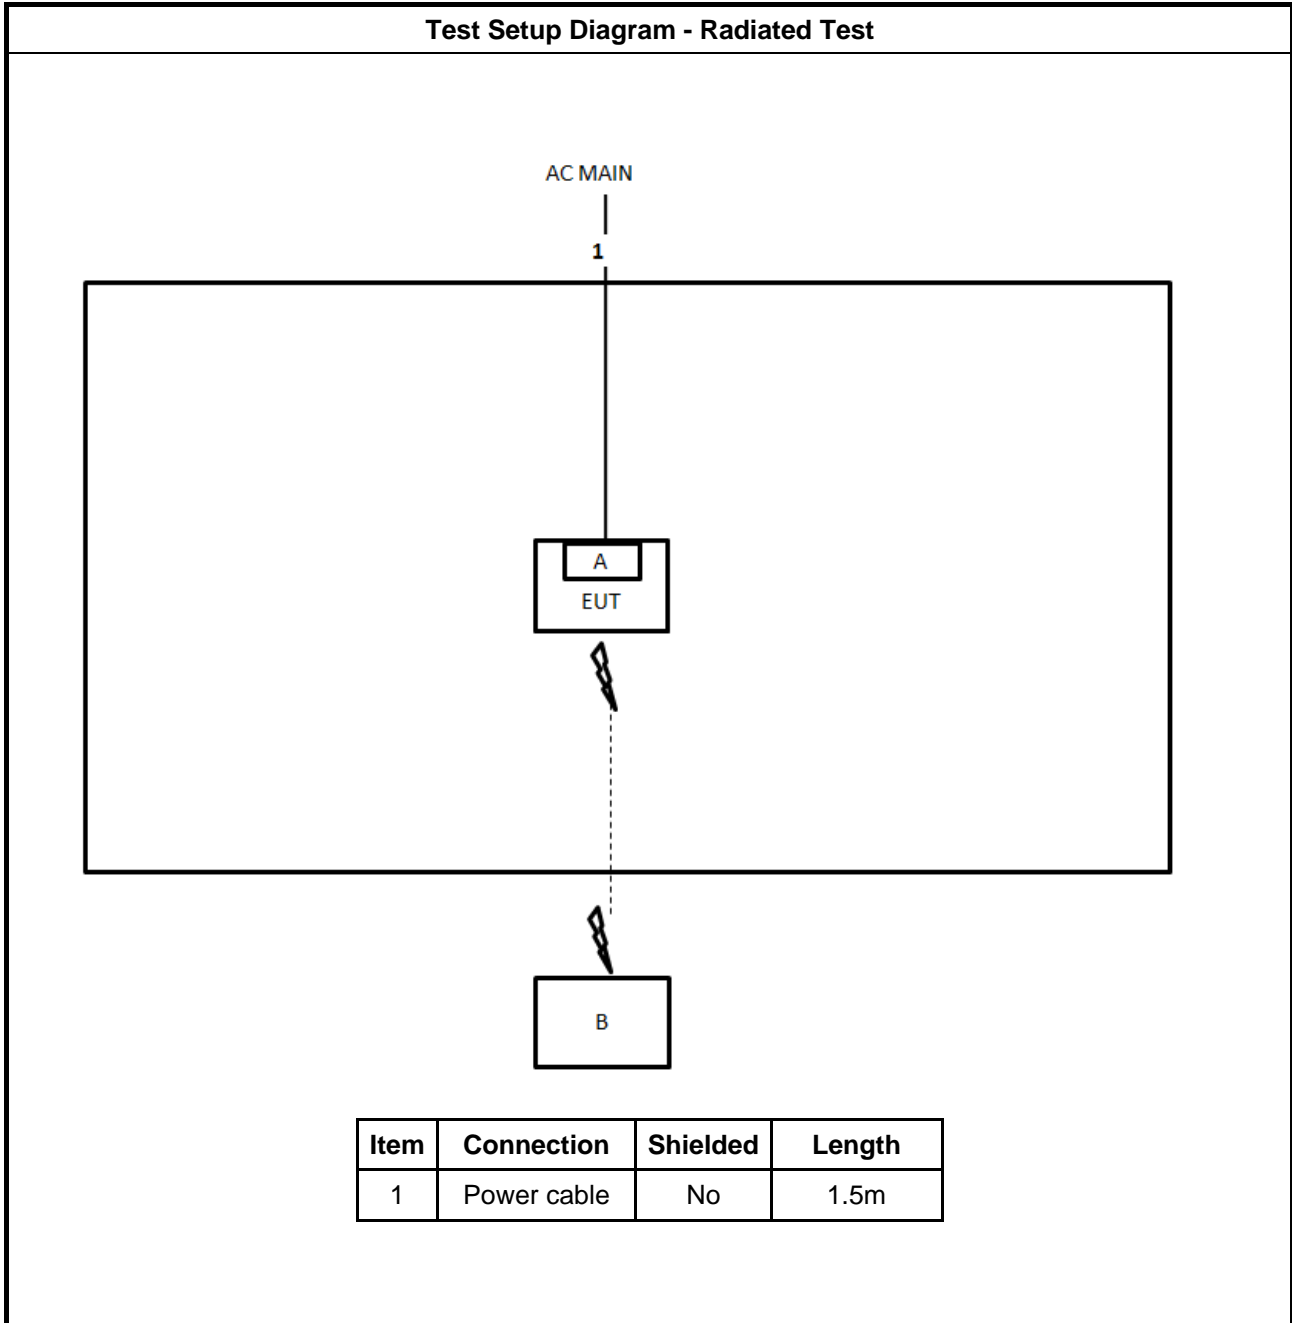 Test Setup Diagram - Radiated Test
AC MAIN
1
A
EUT
B
Item Connection Shielded Length
1 Power cable No 1.5m